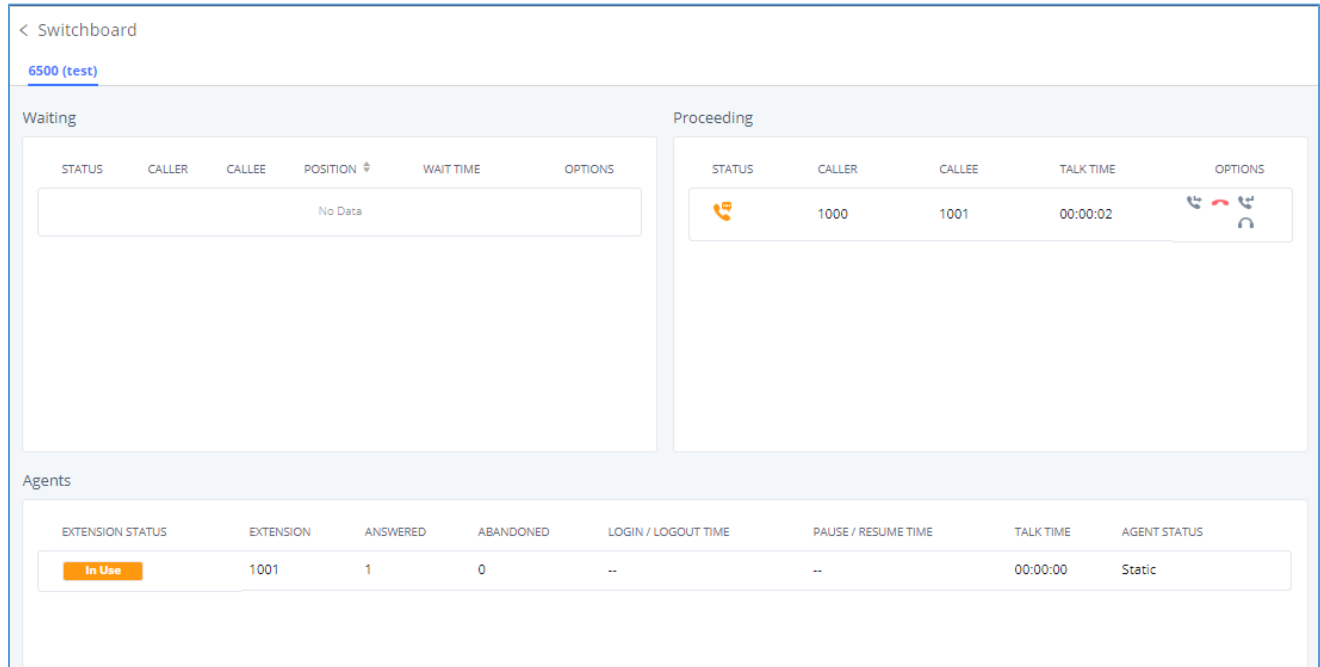 < Switchboard
6500 (test)
Waiting
STATUS CALLER CALLEE POSITION WAIT TIME OPTIONS
No Data
Proceeding
STATUS CALLER CALLEE TALK TIME OPTIONS
1000 1001 00:00:02
Agents
EXTENSION STATUS EXTENSION ANSWERED ABANDONED LOGIN / LOGOUT TIME PAUSE / RESUME TIME TALK TIME AGENT STATUS
In Use 1001 1 0 -- -- 00:00:00 Static